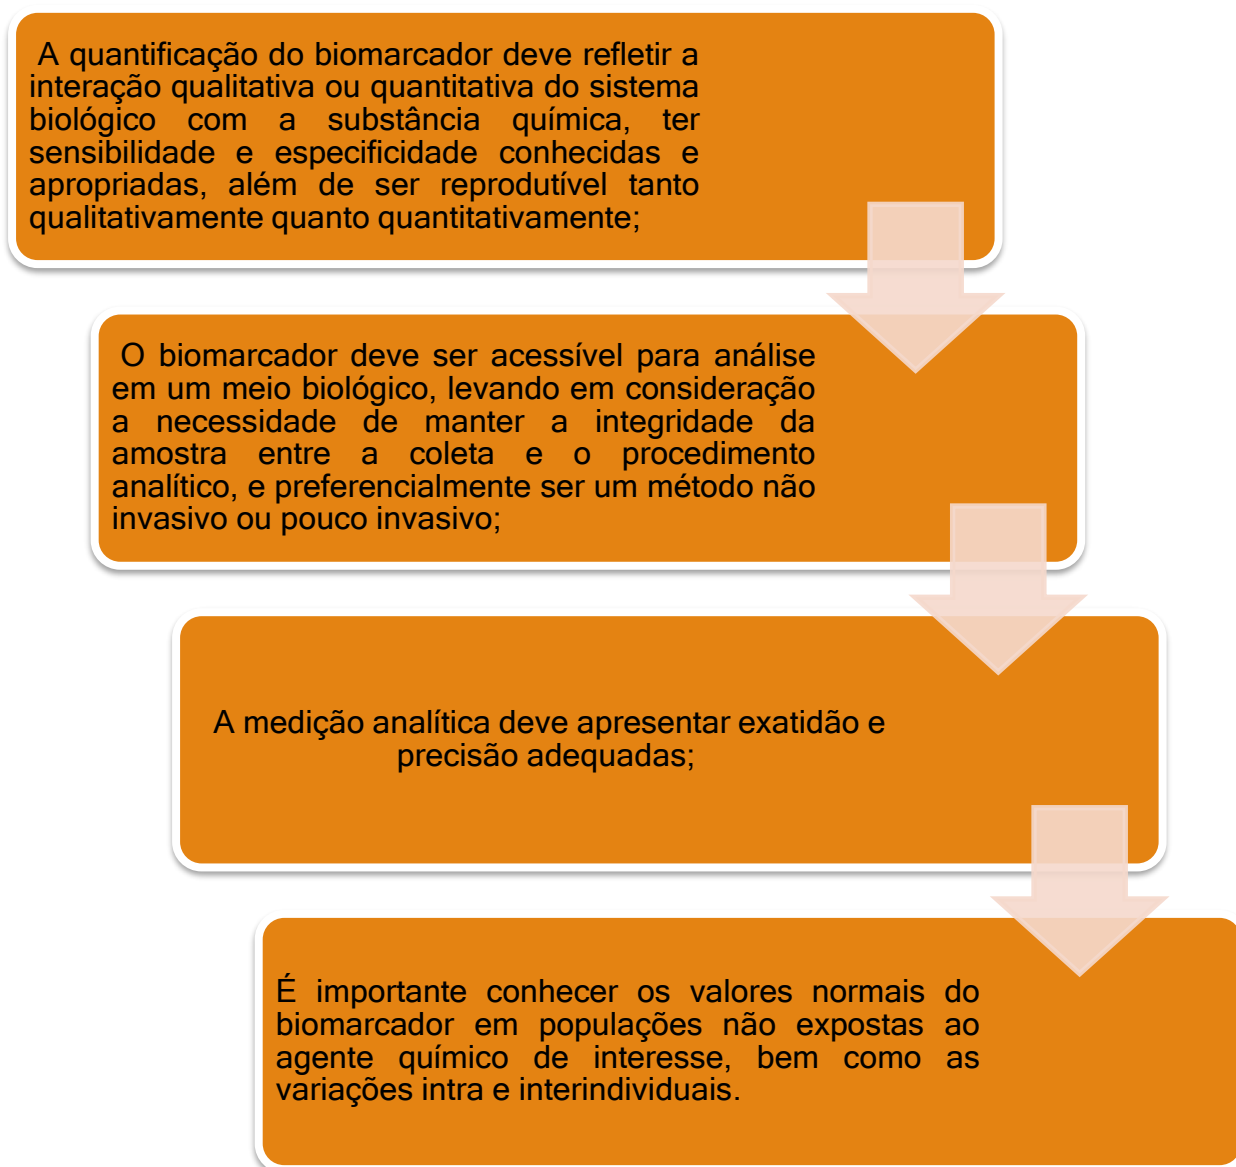 A quantificação do biomarcador deve refletir a
interação qualitativa ou quantitativa do sistema
biológico com a substância química, ter
sensibilidade e especificidade conhecidas e
apropriadas, além de ser reprodutível tanto
qualitativamente quanto quantitativamente;
O biomarcador deve ser acessível para análise
em um meio biológico, levando em consideração
a necessidade de manter a integridade da
amostra entre a coleta e o procedimento
analítico, e preferencialmente ser um método não
invasivo ou pouco invasivo;
A medição analítica deve apresentar exatidão e
precisão adequadas;
É importante conhecer os valores normais do
biomarcador em populações não expostas ao
agente químico de interesse, bem como as
variações intra e interindividuais.